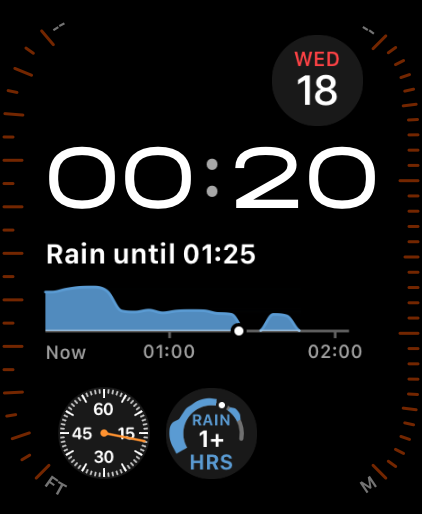 -- --
WED
18
00:20
Rain until 01:25
Now 01:00 02:00
60
45 15
30
RAIN
1+
HRS
FT M